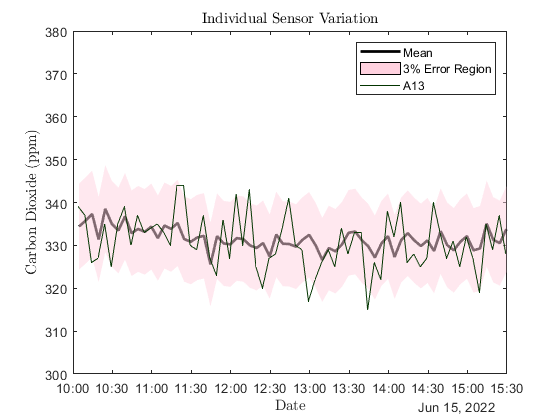 Individual Sensor Variation
380
370
360
350
340
330
320
310
300
Carbon Dioxide (ppm)
Mean
3% Error Region
A13
10:00 10:30 11:00 11:30 12:00 12:30 13:00 13:30 14:00 14:30 15:00 15:30
Date
Jun 15, 2022